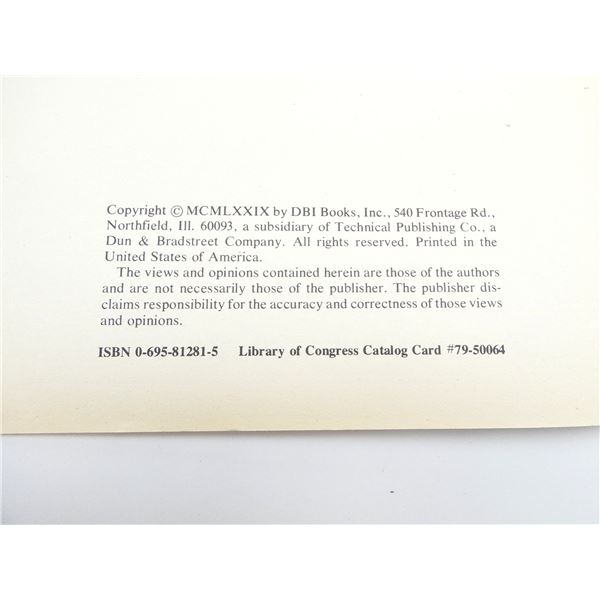 Copyright © MCMLXXIX by DBI Books, Inc., 540 Frontage Rd.,
Northfield, Ill. 60093, a subsidiary of Technical Publishing Co., a
Dun & Bradstreet Company. All rights reserved. Printed in the
United States of America.
The views and opinions contained herein are those of the authors
and are not necessarily those of the publisher. The publisher dis-
claims responsibility for the accuracy and correctness of those views
and opinions.
ISBN 0-695-81281-5 Library of Congress Catalog Card #79-50064